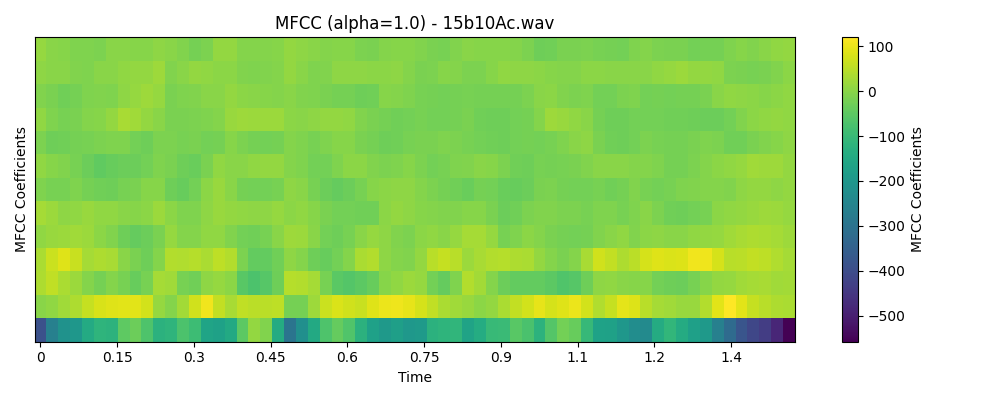 MFCC (alpha=1.0) - 15b10Ac.wav
MFCC Coefficients
0 0.15 0.3 0.45 0.6 0.75 0.9 1.1 1.2 1.4
Time
100
0
−100
−200
−300
−400
−500
MFCC Coefficients